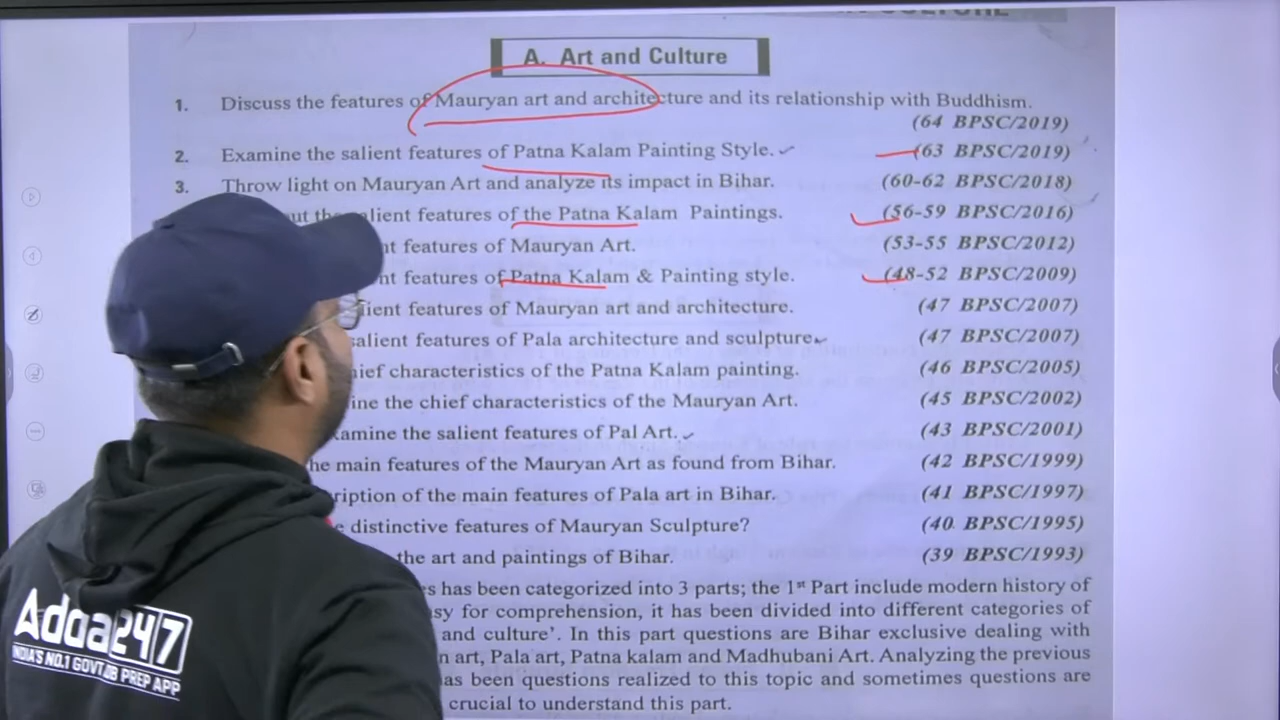 A. Art and Culture
1. Discuss the features of Mauryan art and architecture and its relationship with Buddhism.
(64 BPSC/2019)
2. Examine the salient features of Patna Kalam Painting Style. (63 BPSC/2019)
3. Throw light on Mauryan Art and analyze its impact in Bihar. (60-62 BPSC/2018)
salient features of the Patna Kalam Paintings. (56-59 BPSC/2016)
features of Mauryan Art. (53-55 BPSC/2012)
features of Patna Kalam & Painting style. (48-52 BPSC/2009)
features of Mauryan art and architecture. (47 BPSC/2007)
salient features of Pala architecture and sculpture. (47 BPSC/2007)
characteristics of the Patna Kalam painting. (46 BPSC/2005)
the chief characteristics of the Mauryan Art. (45 BPSC/2002)
the salient features of Pal Art. (43 BPSC/2001)
main features of the Mauryan Art as found from Bihar. (42 BPSC/1999)
of the main features of Pala art in Bihar. (41 BPSC/1997)
distinctive features of Mauryan Sculpture? (40 BPSC/1995)
the art and paintings of Bihar. (39 BPSC/1993)
has been categorized into 3 parts; the 1st Part include modern history of
for comprehension, it has been divided into different categories of
and culture’. In this part questions are Bihar exclusive dealing with
art, Pala art, Patna kalam and Madhubani Art. Analyzing the previous
been questions realized to this topic and sometimes questions are
crucial to understand this part.
Adda247
INDIA'S NO.1 GOVT JOB PREP APP